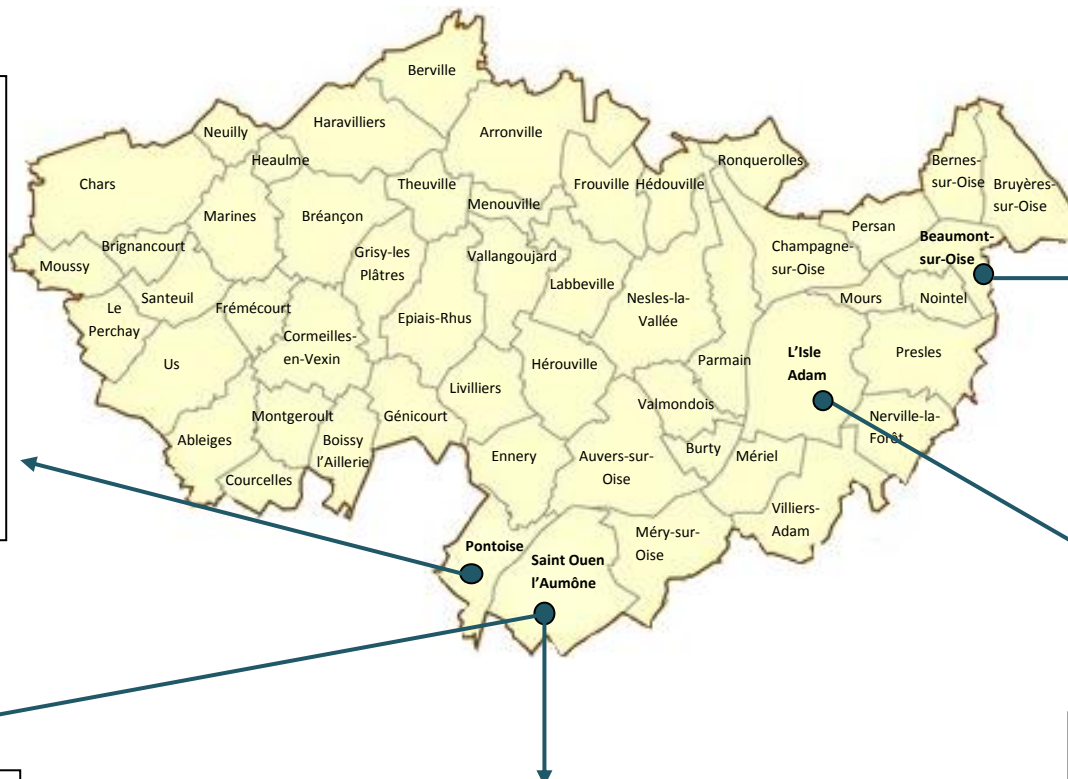 Berville
Neuilly
Haravilliers
Arronville
Heaulme
Ronquerolles
Bernes-
sur-Oise
Chars
Theuville
Frouville
Hédouville
Bruyères-
sur-Oise
Marines
Bréançon
Menouville
Persan
Brignancourt
Grisy-les
Plâtres
Vallangoujard
Champagne-
sur-Oise
Beaumont-
sur-Oise
Moussy
Labbeville
Le
Perchay
Santeuil
Frémécourt
Nesles-la-
Vallée
Mours
Nointel
Epiais-Rhus
Cormeilles-
en-Vexin
Us
Hérouville
Parmain
L'Isle
Adam
Presles
Livilliers
Valmondois
Montgeroult
Génicourt
Nerville-la-
Forêt
Ableiges
Boissy
l'Aillerie
Ennery
Auvers-sur-
Oise
Burty
Mériel
Courcelles
Villiers-
Adam
Méry-sur-
Oise
Pontoise
Saint Ouen
l'Aumône